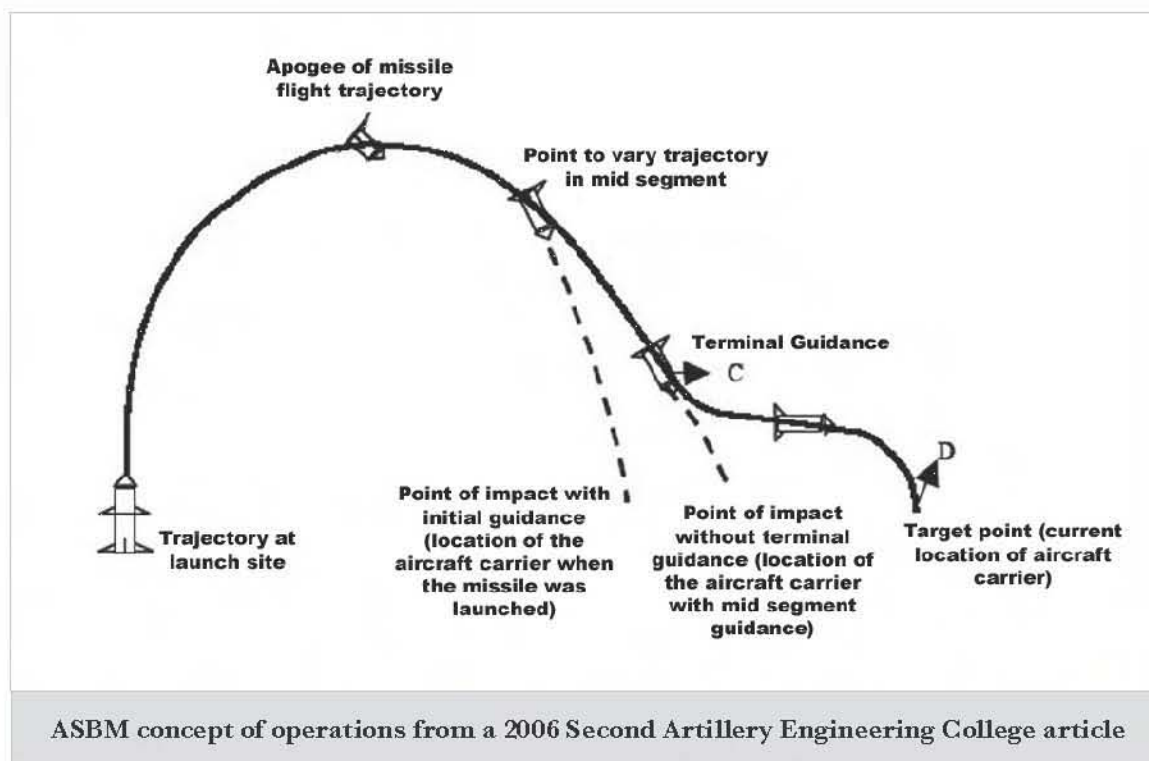 Apogee of missile
flight trajectory
Point to vary trajectory
in mid segment
Terminal Guidance
C
D
Trajectory at
launch site
Point of impact with
initial guidance
(location of the
aircraft carrier when
the missile was
launched)
Point of impact
without terminal
guidance (location of
the aircraft carrier
with mid segment
guidance)
Target point (current
location of aircraft
carrier)
ASBM concept of operations from a 2006 Second Artillery Engineering College article